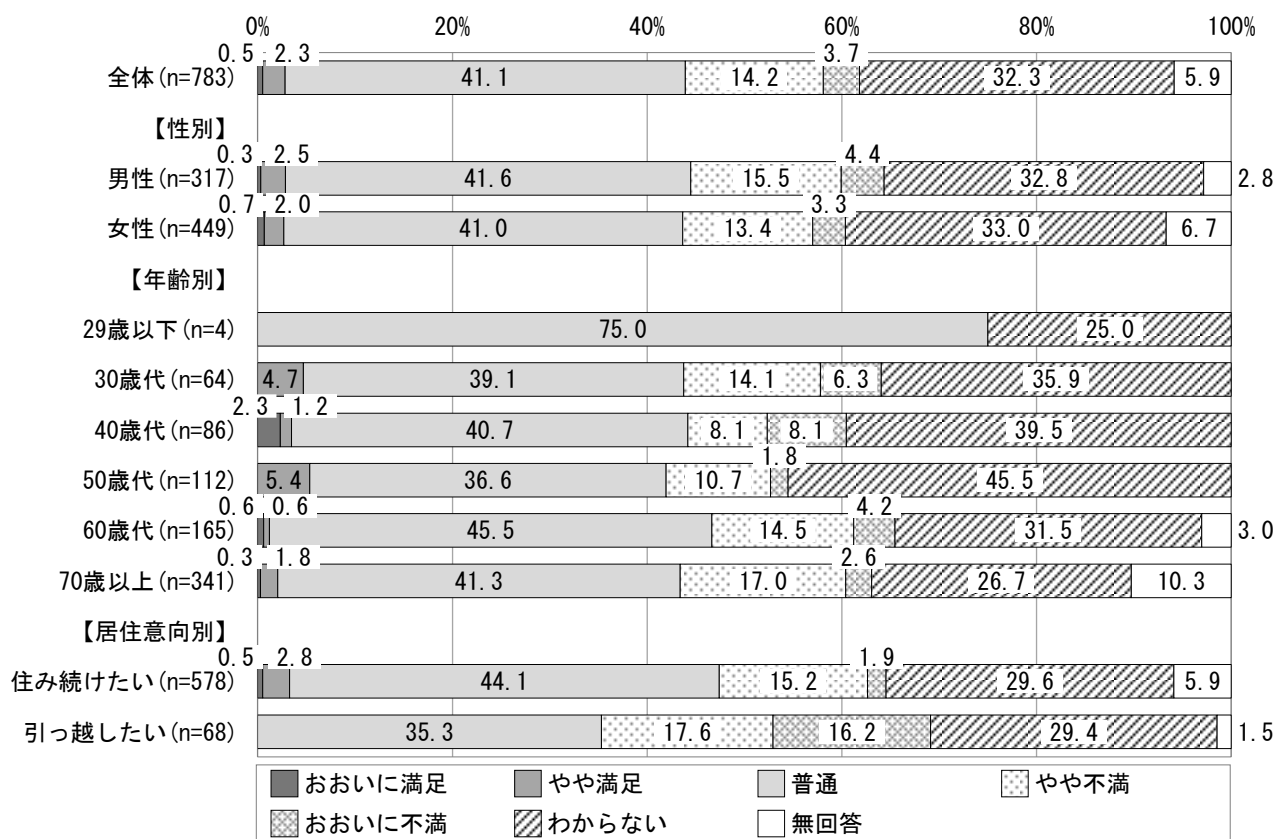 0% 20% 40% 60% 80% 100%
0.5 2.3 3.7
全体(n=783) 41.1 14.2 32.3 5.9
【性別】
0.3 2.5 4.4
男性(n=317) 41.6 15.5 32.8 2.8
0.7 2.0 3.3
女性(n=449) 41.0 13.4 33.0 6.7
【年齢別】
29歳以下(n=4) 75.0 25.0
30歳代(n=64) 4.7 39.1 14.1 6.3 35.9
2.3 1.2
40歳代(n=86) 40.7 8.1 8.1 39.5
1.8
50歳代(n=112) 5.4 36.6 10.7 45.5
0.6 0.6 4.2
60歳代(n=165) 45.5 14.5 31.5 3.0
0.3 1.8 2.6
70歳以上(n=341) 41.3 17.0 26.7 10.3
【居住意向別】
0.5 2.8 1.9
住み続けたい(n=578) 44.1 15.2 29.6 5.9
引っ越したい(n=68) 35.3 17.6 16.2 29.4 1.5
おおいに満足 やや満足 普通 やや不満
おおいに不満 わからない 無回答